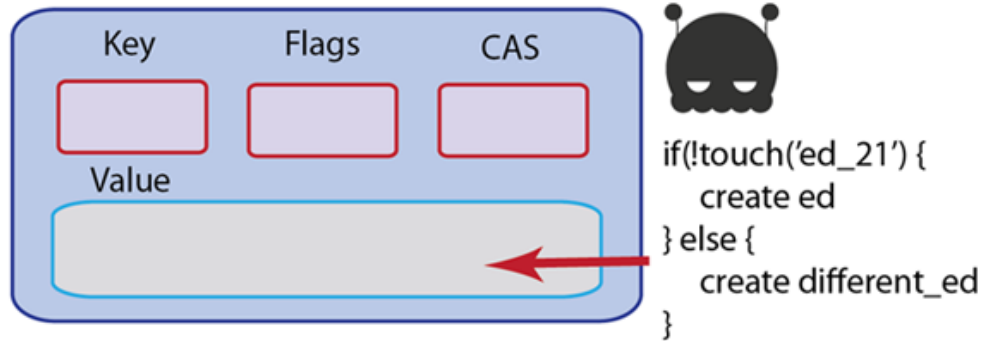 Key Flags CAS
Value
if(!touch(’ed_21’) {
create ed
} else {
create different_ed
}